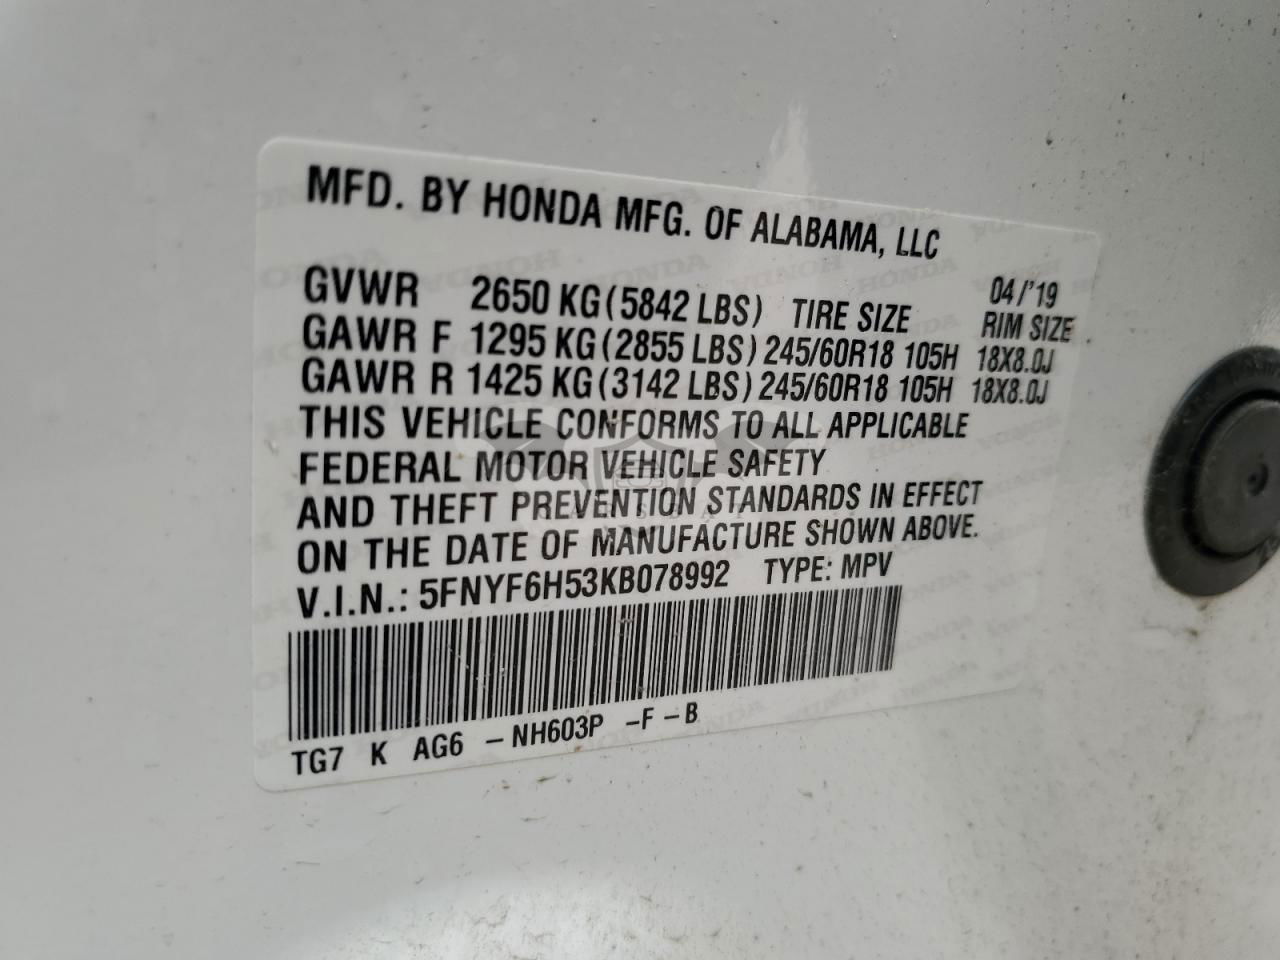 MFD. BY HONDA MFG. OF ALABAMA, LLC
04/'19
GVWR 2650 KG(5842 LBS) TIRE SIZE RIM SIZE
GAWR F 1295 KG(2855 LBS) 245/60R18 105H 18X8.0J
GAWR R 1425 KG(3142 LBS) 245/60R18 105H 18X8.0J
THIS VEHICLE CONFORMS TO ALL APPLICABLE
FEDERAL MOTOR VEHICLE SAFETY
AND THEFT PREVENTION STANDARDS IN EFFECT
ON THE DATE OF MANUFACTURE SHOWN ABOVE.
V.I.N.: 5FNYF6H53KB078992 TYPE: MPV
TG7 K AG6 -NH603P -F-B